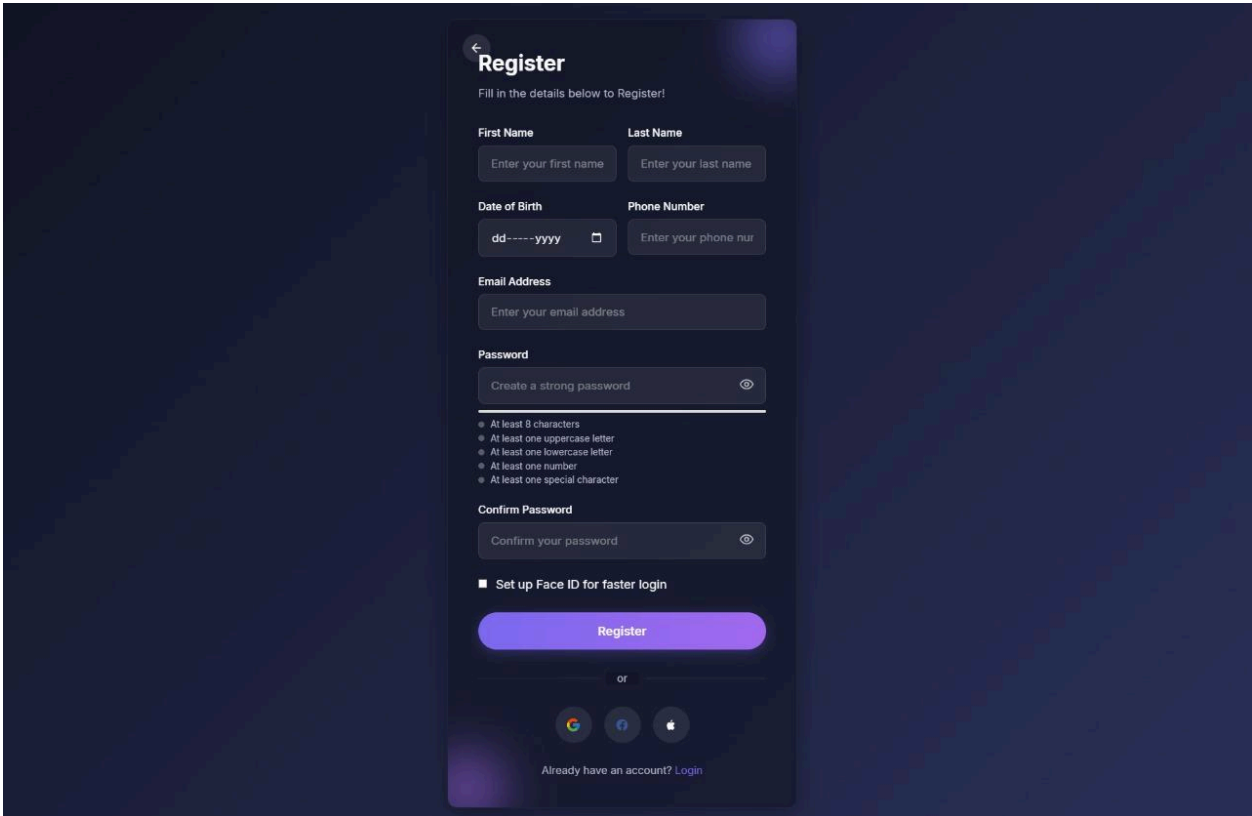 Register
Fill in the details below to Register!
First Name Last Name
Enter your first name Enter your last name
Date of Birth Phone Number
dd-----yyyy Enter your phone nur
Email Address
Enter your email address
Password
Create a strong password
At least 8 characters
At least one uppercase letter
At least one lowercase letter
At least one number
At least one special character
Confirm Password
Confirm your password
Set up Face ID for faster login
Register
or
Already have an account? Login